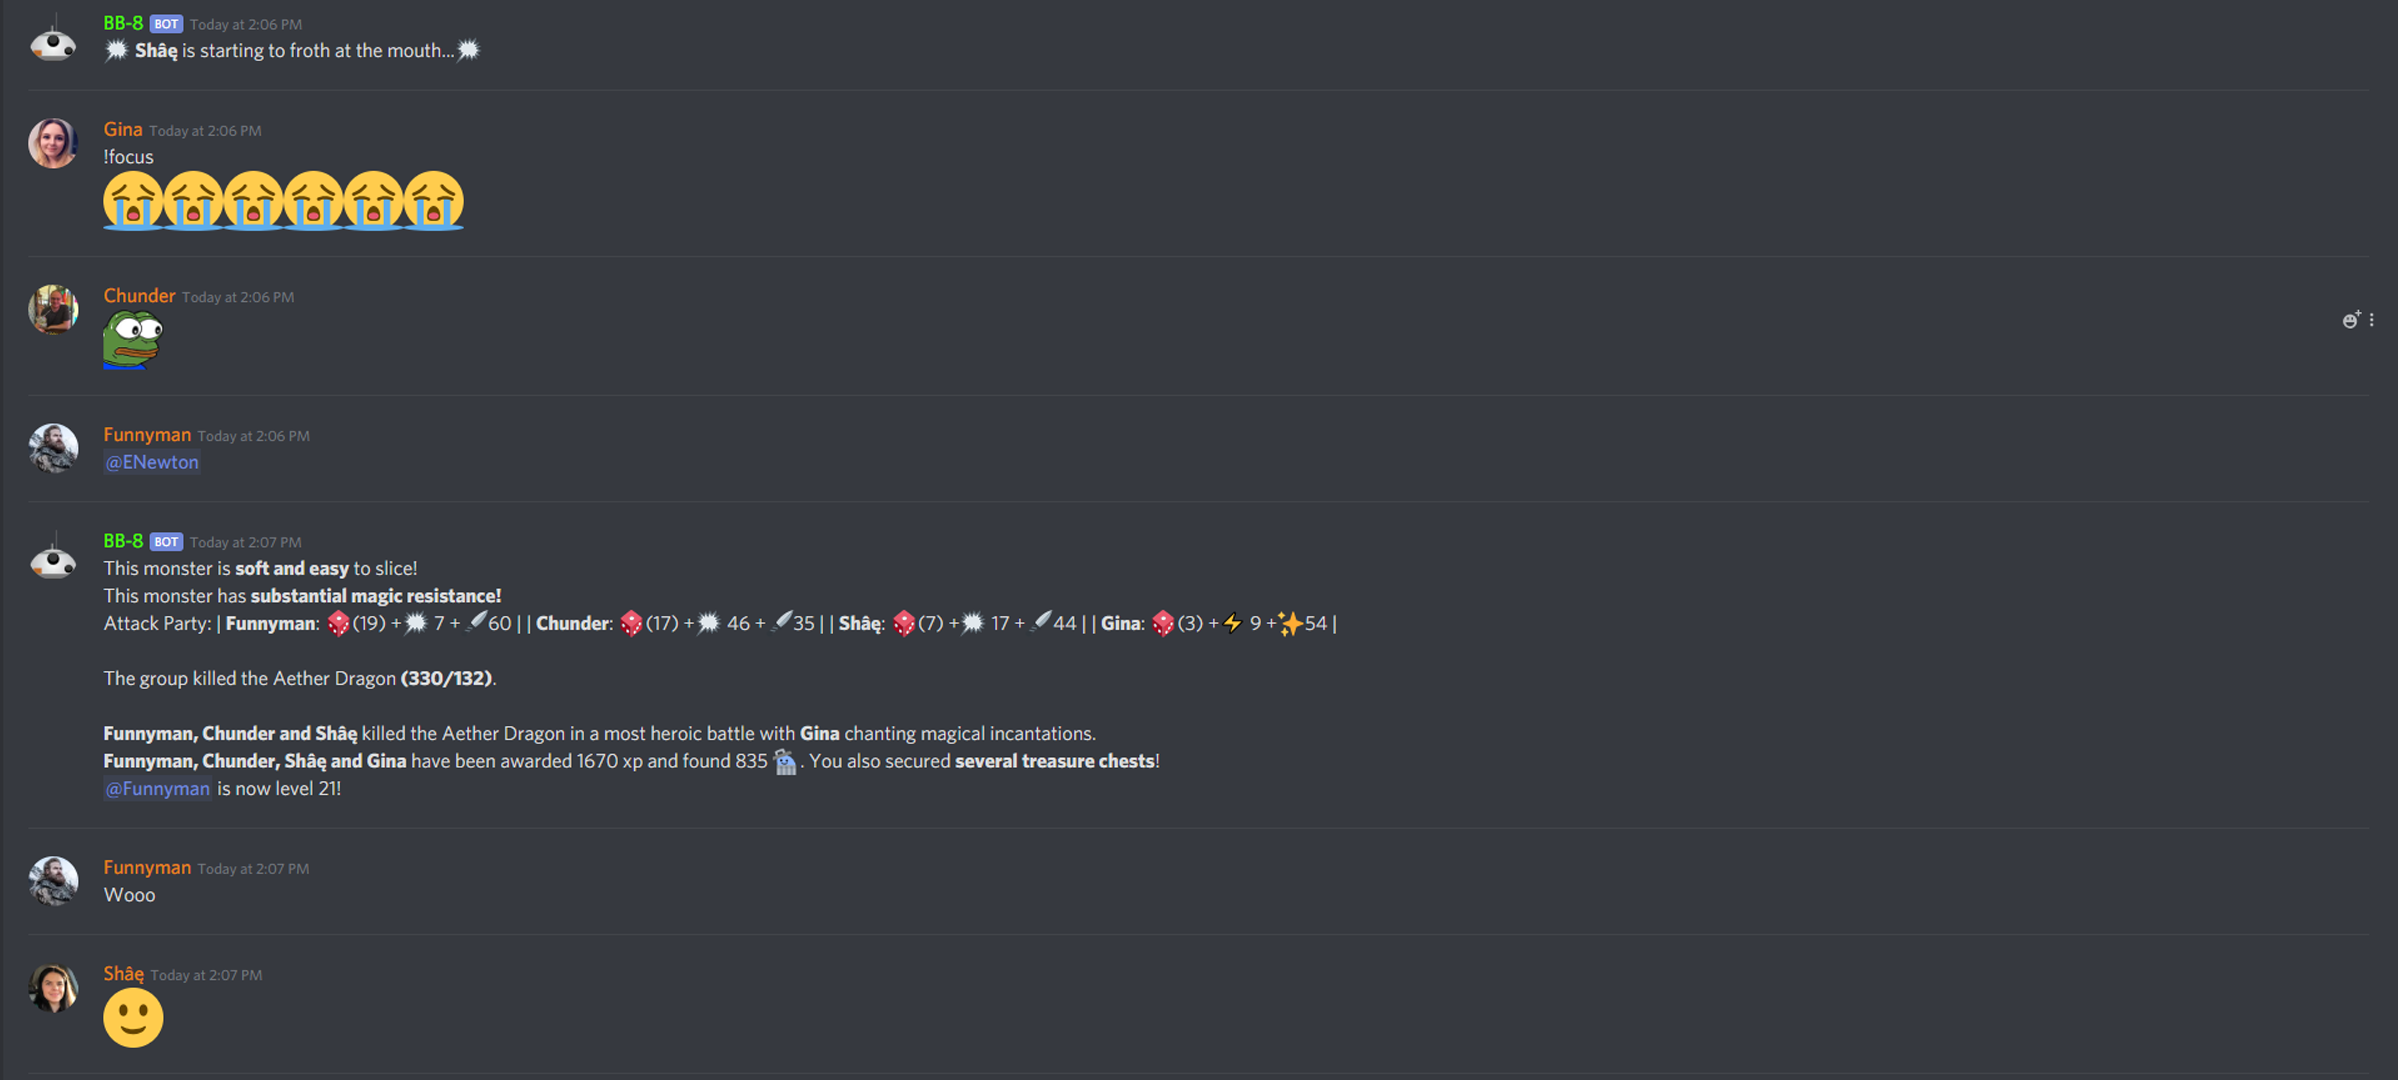 BB-8 BOT Today at 2:06 PM
Shâę is starting to froth at the mouth...
Gina Today at 2:06 PM
!focus
Chunder Today at 2:06 PM
Funnyman Today at 2:06 PM
@ENewton
BB-8 BOT Today at 2:07 PM
This monster is soft and easy to slice!
This monster has substantial magic resistance!
Attack Party: | Funnyman: 🎲(19) +💥 7 + 🗡60 | | Chunder: 🎲(17) +💥 46 + 🗡35 | | Shâę: 🎲(7) +💥 17 + 🗡44 | | Gina: 🎲(3) +⚡ 9 +✨54 |
The group killed the Aether Dragon (330/132).
Funnyman, Chunder and Shâę killed the Aether Dragon in a most heroic battle with Gina chanting magical incantations.
Funnyman, Chunder, Shâę and Gina have been awarded 1670 xp and found 835 . You also secured several treasure chests!
@Funnyman is now level 21!
Funnyman Today at 2:07 PM
Wooo
Shâę Today at 2:07 PM